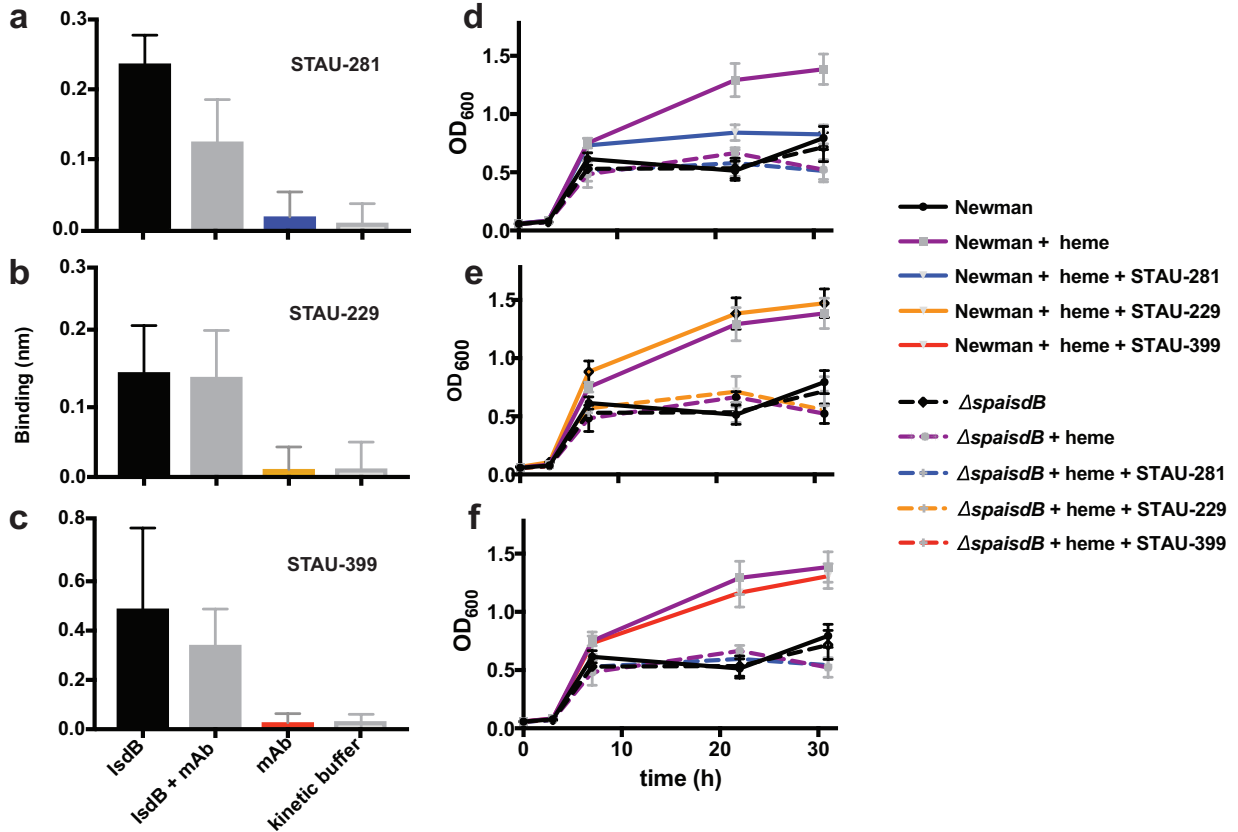 a
0.3
0.2
0.1
0.0
STAU-281
b
0.3
0.2
0.1
0.0
STAU-229
c
0.8
0.6
0.4
0.2
0.0
STAU-399
Binding (nm)
IsdB
IsdB + mAb
mAb
kinetic buffer
d
1.5
1.0
0.5
0.0
OD600
e
1.5
1.0
0.5
0.0
OD600
f
1.5
1.0
0.5
0.0
OD600
0 10 20 30
time (h)
Newman
Newman + heme
Newman + heme + STAU-281
Newman + heme + STAU-229
Newman + heme + STAU-399
ΔspaisdB
ΔspaisdB + heme
ΔspaisdB + heme + STAU-281
ΔspaisdB + heme + STAU-229
ΔspaisdB + heme + STAU-399